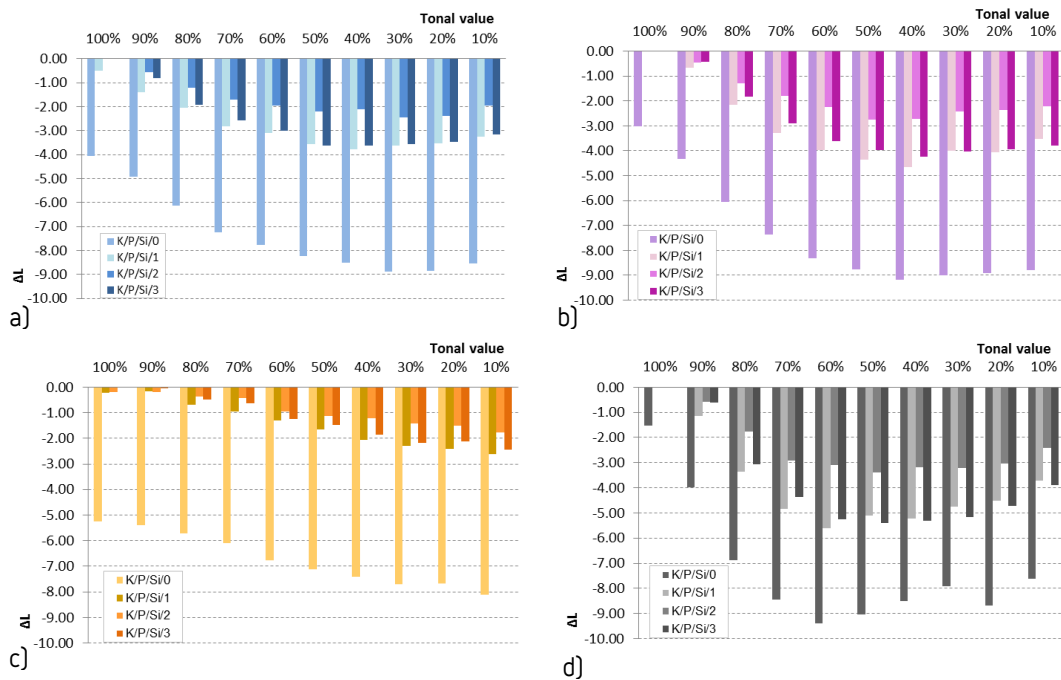 Tonal value
100% 90% 80% 70% 60% 50% 40% 30% 20% 10%
0.00
-1.00
-2.00
-3.00
-4.00
-5.00
-6.00
-7.00
-8.00
-9.00
-10.00
ΔL
K/P/Si/0
K/P/Si/1
K/P/Si/2
K/P/Si/3
a)
Tonal value
100% 90% 80% 70% 60% 50% 40% 30% 20% 10%
0.00
-1.00
-2.00
-3.00
-4.00
-5.00
-6.00
-7.00
-8.00
-9.00
-10.00
ΔL
K/P/Si/0
K/P/Si/1
K/P/Si/2
K/P/Si/3
b)
Tonal value
100% 90% 80% 70% 60% 50% 40% 30% 20% 10%
0.00
-1.00
-2.00
-3.00
-4.00
-5.00
-6.00
-7.00
-8.00
-9.00
-10.00
ΔL
K/P/Si/0
K/P/Si/1
K/P/Si/2
K/P/Si/3
c)
Tonal value
100% 90% 80% 70% 60% 50% 40% 30% 20% 10%
0.00
-1.00
-2.00
-3.00
-4.00
-5.00
-6.00
-7.00
-8.00
-9.00
-10.00
ΔL
K/P/Si/0
K/P/Si/1
K/P/Si/2
K/P/Si/3
d)